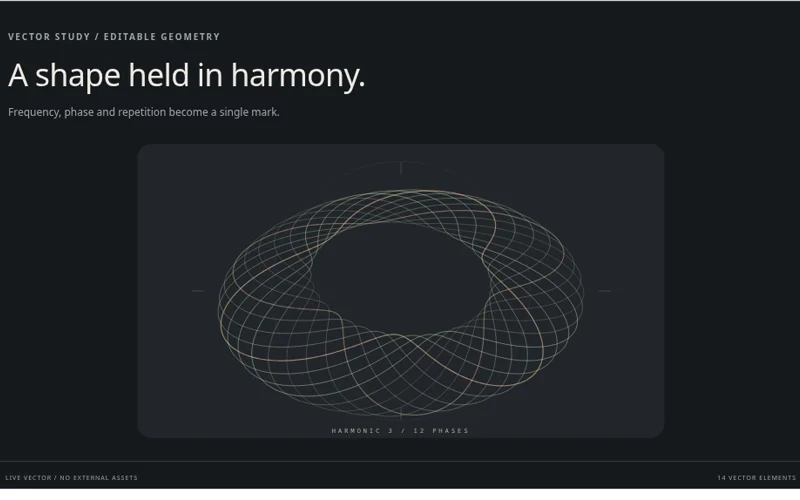 VECTOR STUDY / EDITABLE GEOMETRY
A shape held in harmony.
Frequency, phase and repetition become a single mark.
HARMONIC 3 / 12 PHASES
LIVE VECTOR / NO EXTERNAL ASSETS
14 VECTOR ELEMENTS